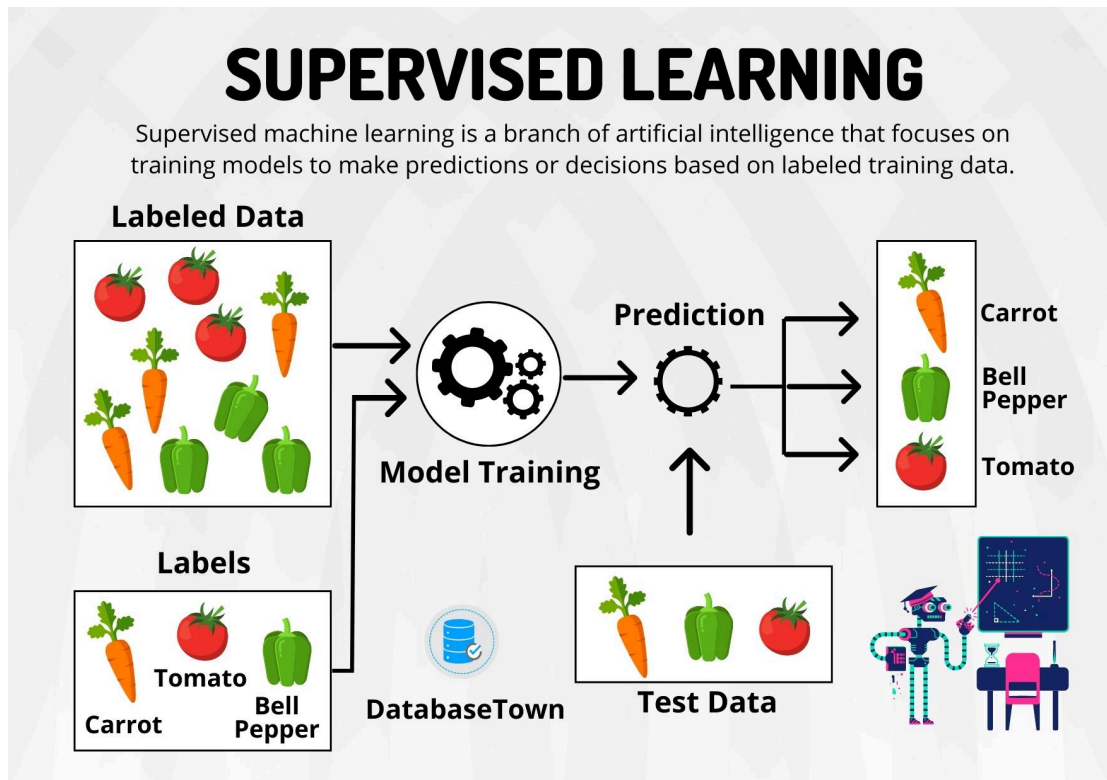 SUPERVISED LEARNING
Supervised machine learning is a branch of artificial intelligence that focuses on
training models to make predictions or decisions based on labeled training data.
Labeled Data
Model Training
Prediction
Carrot
Bell
Pepper
Tomato
Labels
Carrot
Tomato
Bell
Pepper
DatabaseTown
Test Data